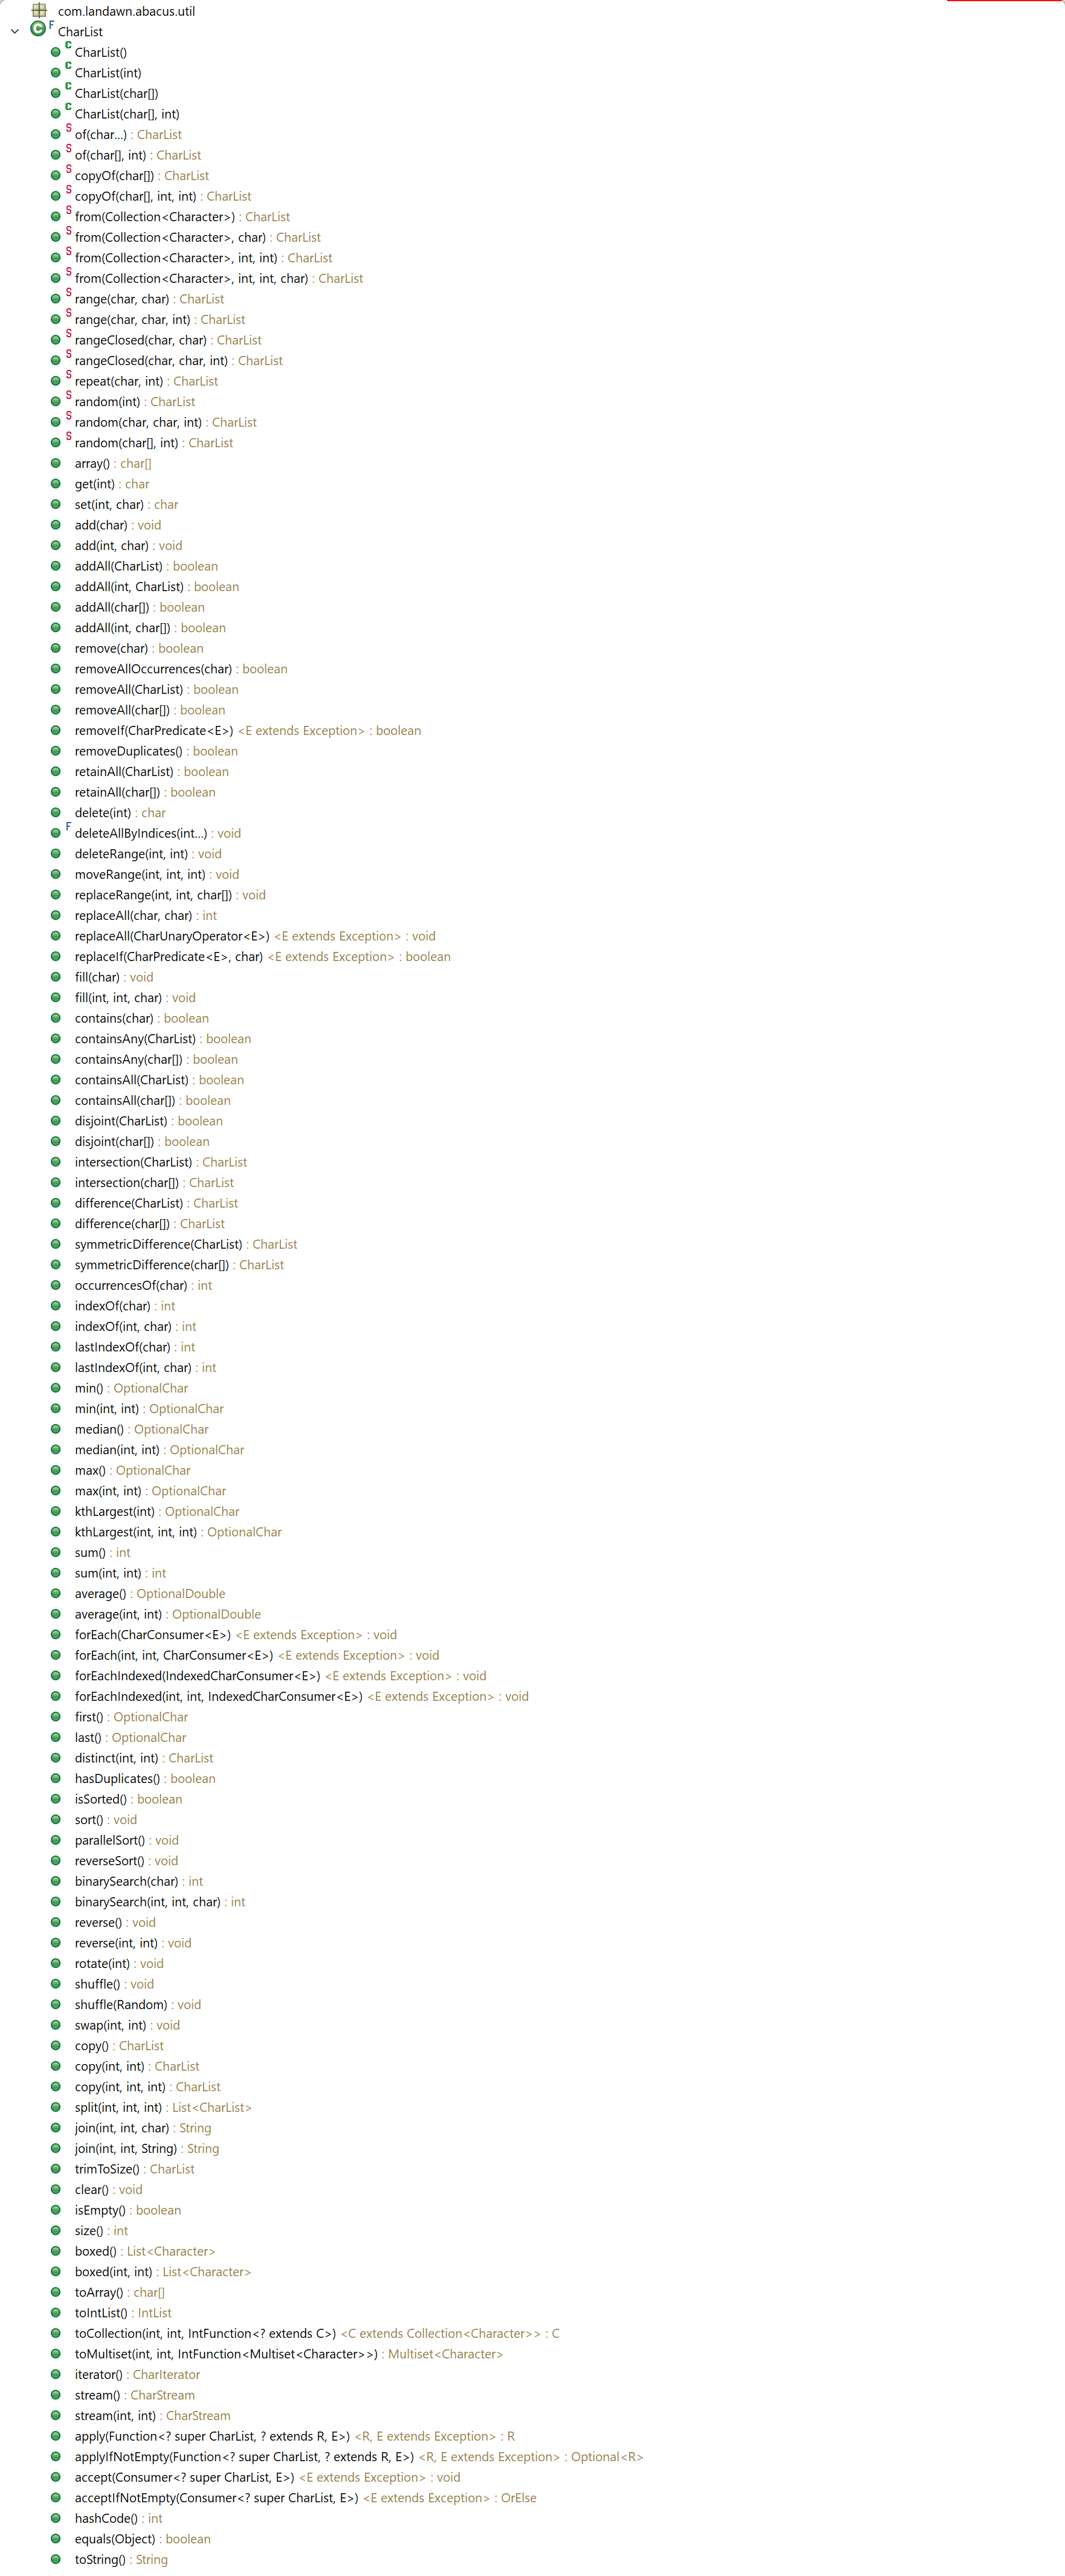 com.landawn.abacus.util
CharList
CharList()
CharList(int)
CharList(char[])
CharList(char[], int)
of(char...) : CharList
of(char[], int) : CharList
copyOf(char[]) : CharList
copyOf(char[], int, int) : CharList
from(Collection<Character>) : CharList
from(Collection<Character>, char) : CharList
from(Collection<Character>, int, int) : CharList
from(Collection<Character>, int, int, char) : CharList
range(char, char) : CharList
range(char, char, int) : CharList
rangeClosed(char, char) : CharList
rangeClosed(char, char, int) : CharList
repeat(char, int) : CharList
random(int) : CharList
random(char, char, int) : CharList
random(char[], int) : CharList
array() : char[]
get(int) : char
set(int, char) : char
add(char) : void
add(int, char) : void
addAll(CharList) : boolean
addAll(int, CharList) : boolean
addAll(char[]) : boolean
addAll(int, char[]) : boolean
remove(char) : boolean
removeAllOccurrences(char) : boolean
removeAll(CharList) : boolean
removeAll(char[]) : boolean
removeIf(CharPredicate<E>) <E extends Exception> : boolean
removeDuplicates() : boolean
retainAll(CharList) : boolean
retainAll(char[]) : boolean
delete(int) : char
deleteAllByIndices(int...) : void
deleteRange(int, int) : void
moveRange(int, int, int) : void
replaceRange(int, int, char[]) : void
replaceAll(char, char) : int
replaceAll(CharUnaryOperator<E>) <E extends Exception> : void
replaceIf(CharPredicate<E>, char) <E extends Exception> : boolean
fill(char) : void
fill(int, int, char) : void
contains(char) : boolean
containsAny(CharList) : boolean
containsAny(char[]) : boolean
containsAll(CharList) : boolean
containsAll(char[]) : boolean
disjoint(CharList) : boolean
disjoint(char[]) : boolean
intersection(CharList) : CharList
intersection(char[]) : CharList
difference(CharList) : CharList
difference(char[]) : CharList
symmetricDifference(CharList) : CharList
symmetricDifference(char[]) : CharList
occurrencesOf(char) : int
indexOf(char) : int
indexOf(int, char) : int
lastIndexOf(char) : int
lastIndexOf(int, char) : int
min() : OptionalChar
min(int, int) : OptionalChar
median() : OptionalChar
median(int, int) : OptionalChar
max() : OptionalChar
max(int, int) : OptionalChar
kthLargest(int) : OptionalChar
kthLargest(int, int, int) : OptionalChar
sum() : int
sum(int, int) : int
average() : OptionalDouble
average(int, int) : OptionalDouble
forEach(CharConsumer<E>) <E extends Exception> : void
forEach(int, int, CharConsumer<E>) <E extends Exception> : void
forEachIndexed(IndexedCharConsumer<E>) <E extends Exception> : void
forEachIndexed(int, int, IndexedCharConsumer<E>) <E extends Exception> : void
first() : OptionalChar
last() : OptionalChar
distinct(int, int) : CharList
hasDuplicates() : boolean
isSorted() : boolean
sort() : void
parallelSort() : void
reverseSort() : void
binarySearch(char) : int
binarySearch(int, int, char) : int
reverse() : void
reverse(int, int) : void
rotate(int) : void
shuffle() : void
shuffle(Random) : void
swap(int, int) : void
copy() : CharList
copy(int, int) : CharList
copy(int, int, int) : CharList
split(int, int, int) : List<CharList>
join(int, int, char) : String
join(int, int, String) : String
trimToSize() : CharList
clear() : void
isEmpty() : boolean
size() : int
boxed() : List<Character>
boxed(int, int) : List<Character>
toArray() : char[]
toIntList() : IntList
toCollection(int, int, IntFunction<? extends C>) <C extends Collection<Character>> : C
toMultiset(int, int, IntFunction<Multiset<Character>>) : Multiset<Character>
iterator() : CharIterator
stream() : CharStream
stream(int, int) : CharStream
apply(Function<? super CharList, ? extends R, E>) <R, E extends Exception> : R
applyIfNotEmpty(Function<? super CharList, ? extends R, E>) <R, E extends Exception> : Optional<R>
accept(Consumer<? super CharList, E>) <E extends Exception> : void
acceptIfNotEmpty(Consumer<? super CharList, E>) <E extends Exception> : OrElse
hashCode() : int
equals(Object) : boolean
toString() : String